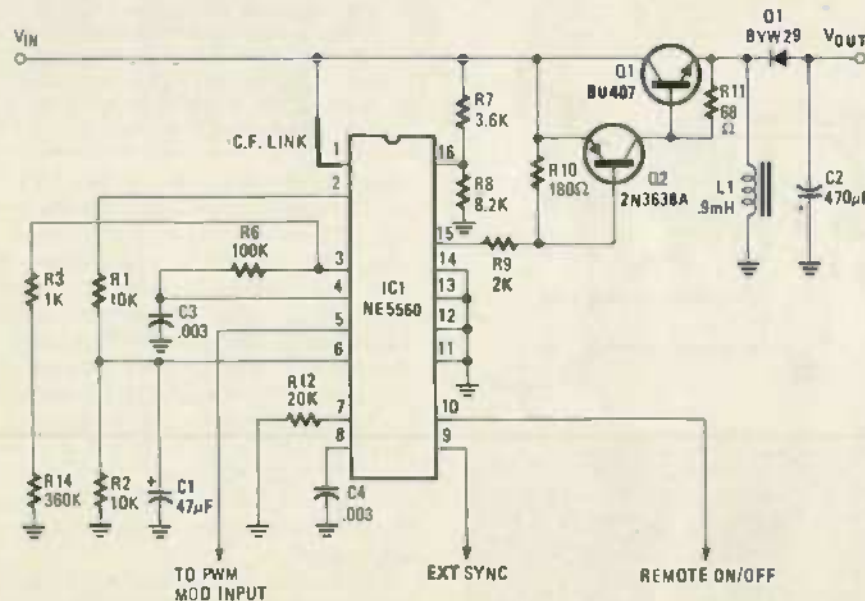 VIN
C.F. LINK
1
2
3
4
5
6
7
8
16
15
14
13
12
11
10
9
IC1
NE5560
R7
3.6K
R8
8.2K
R6
100K
R3
1K
R1
10K
C3
.003
R12
20K
R14
360K
R2
10K
+
C1
47µF
C4
.003
R9
2K
R10
180Ω
Q2
2N3638A
Q1
BU407
R11
68
Ω
D1
BYW29
VOUT
L1
.9mH
C2
470µF
TO PWM
MOD INPUT
EXT SYNC
REMOTE ON/OFF